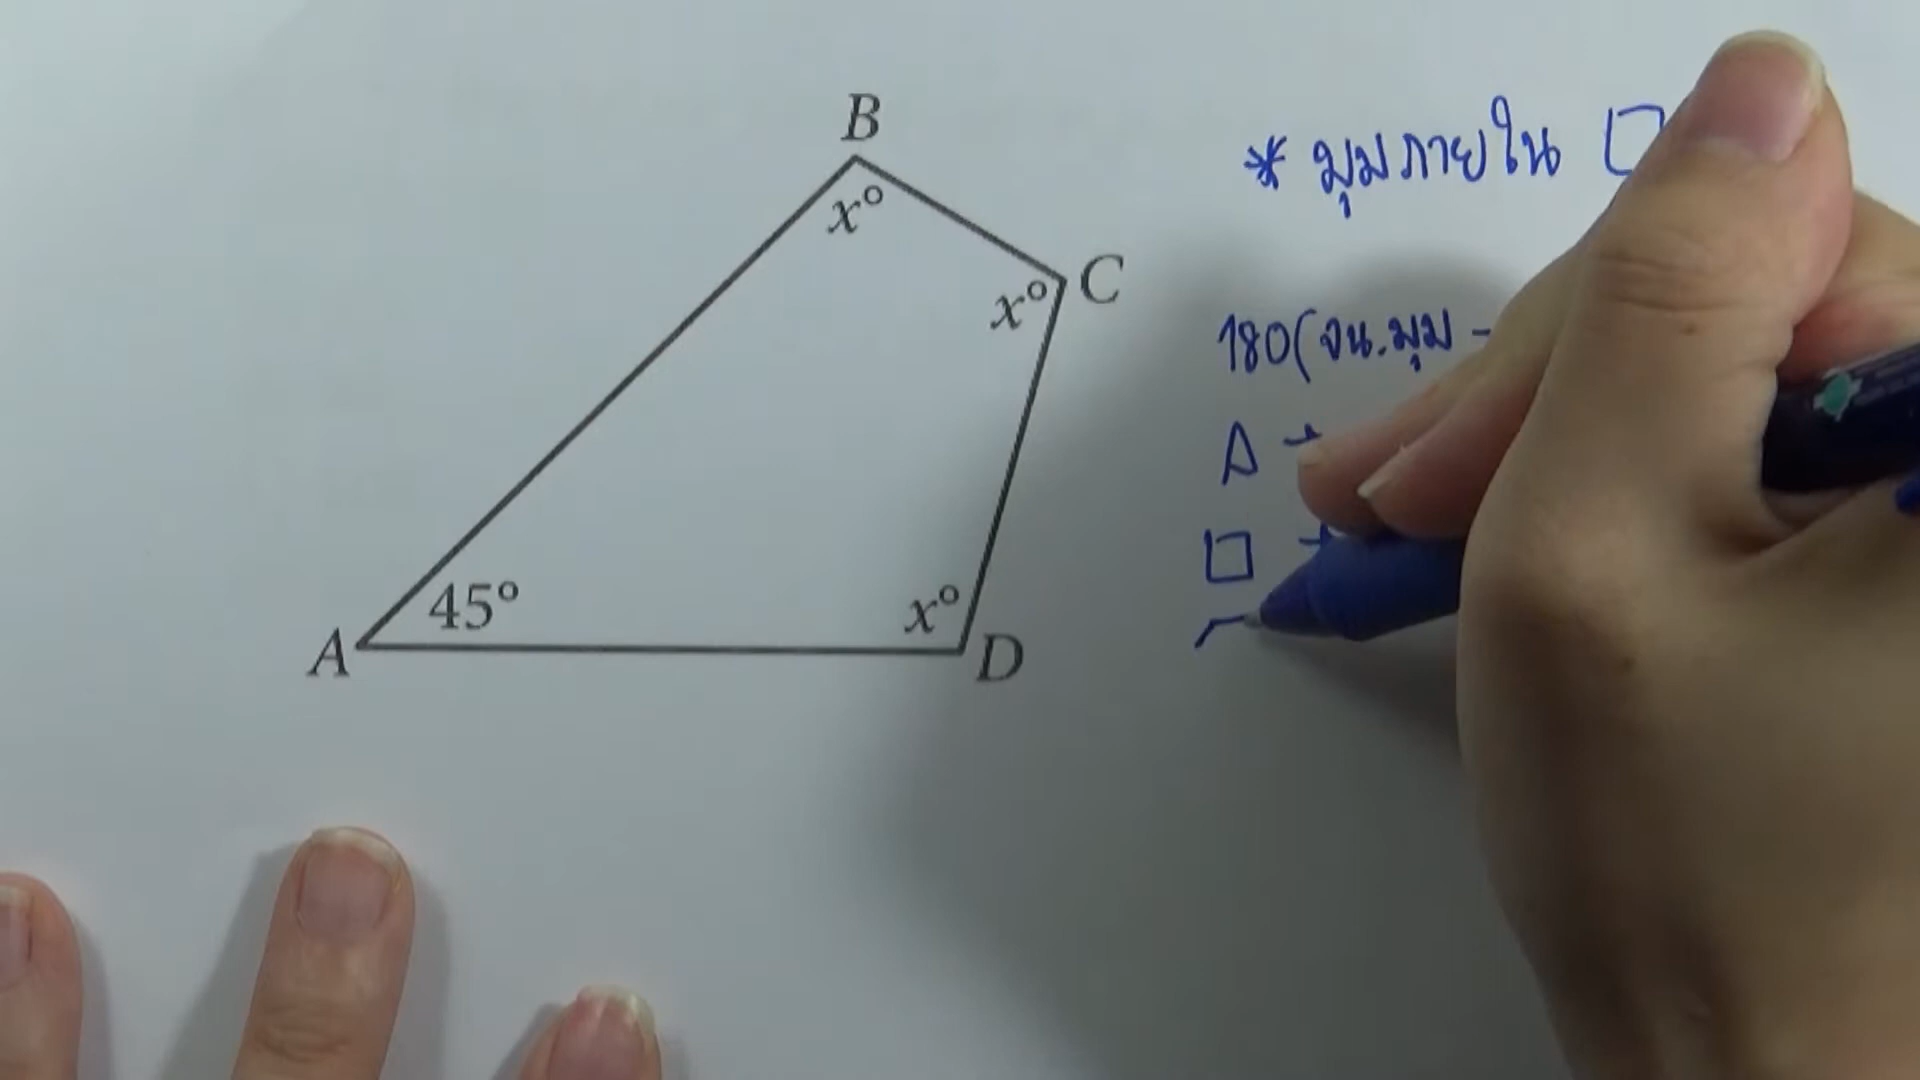 B
x°
C
x°
45°
x°
A
D
* มุมภายใน □
180(จน.มุม -
△ →
□ →